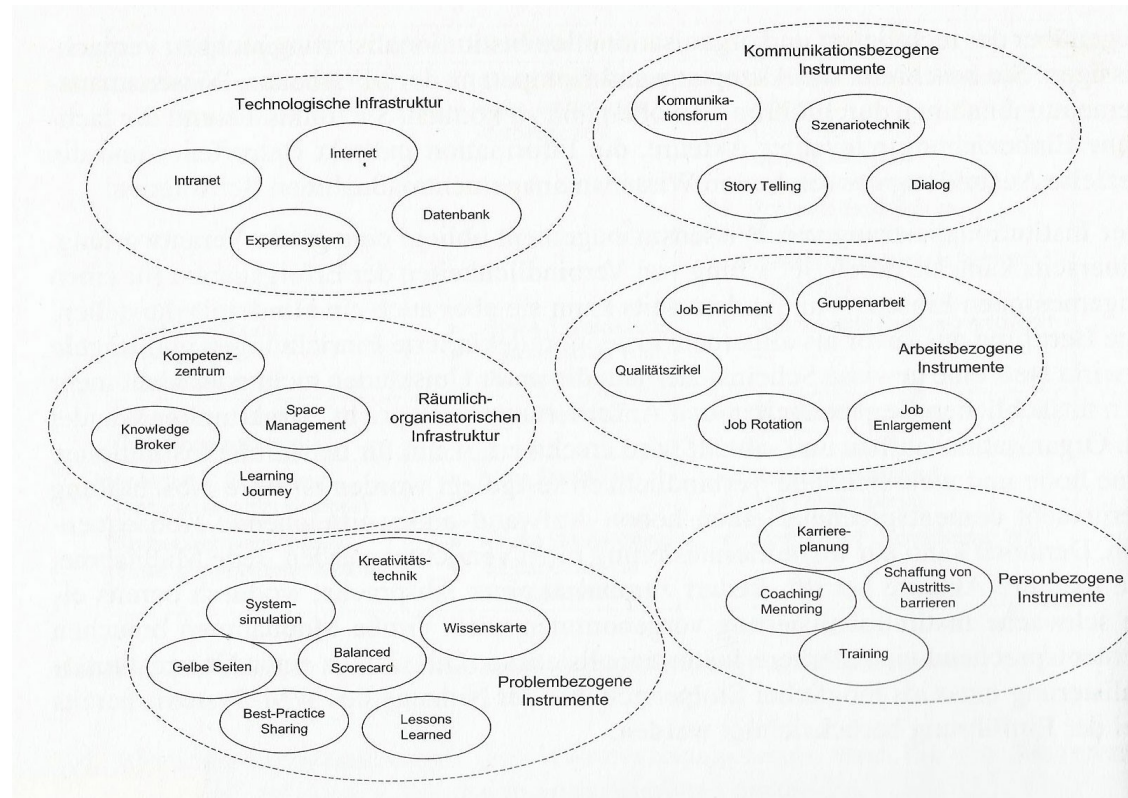 Technologische Infrastruktur
Internet
Intranet
Datenbank
Expertensystem
Kommunikationsbezogene
Instrumente
Kommunika-
tionsforum
Szenariotechnik
Story Telling
Dialog
Kompetenz-
zentrum
Space
Management
Knowledge
Broker
Learning
Journey
Räumlich-
organisatorischen
Infrastruktur
Job Enrichment
Gruppenarbeit
Qualitätszirkel
Arbeitsbezogene
Instrumente
Job Rotation
Job
Enlargement
Kreativitäts-
technik
System-
simulation
Wissenskarte
Gelbe Seiten
Balanced
Scorecard
Problembezogene
Instrumente
Best-Practice
Sharing
Lessons
Learned
Karriere-
planung
Schaffung von
Austritts-
barrieren
Coaching/
Mentoring
Personbezogene
Instrumente
Training